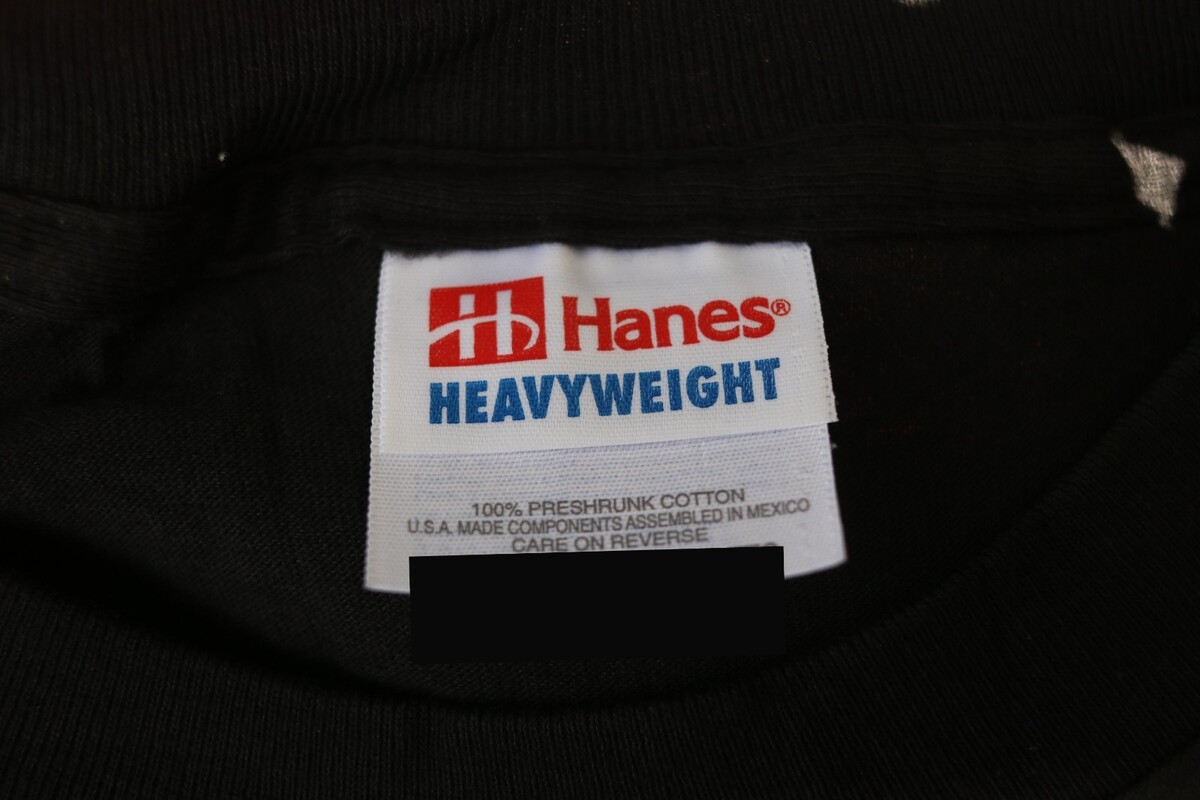 H Hanes®
HEAVYWEIGHT
100% PRESHRUNK COTTON
U.S.A. MADE COMPONENTS ASSEMBLED IN MEXICO
CARE ON REVERSE